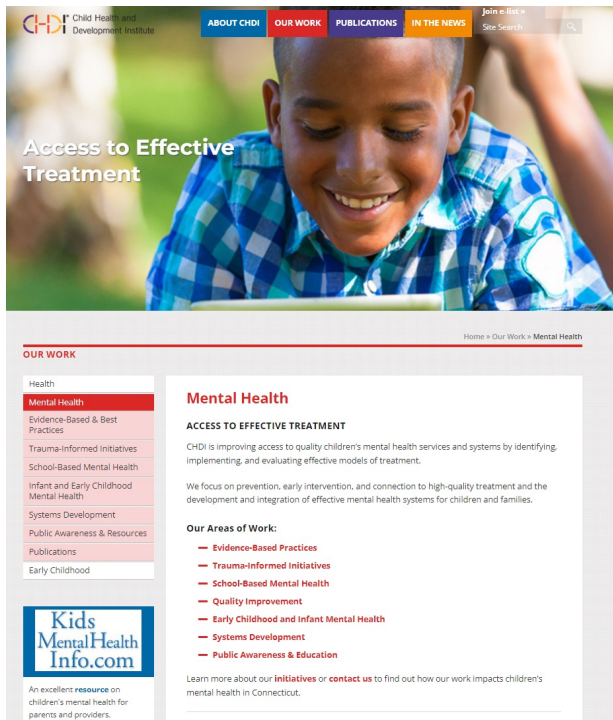 CHDI Child Health and
Development Institute
ABOUT CHDI
OUR WORK
PUBLICATIONS
IN THE NEWS
Join e-list »
Site Search
Access to Effective
Treatment
Home » Our Work » Mental Health
OUR WORK
Health
Mental Health
Evidence-Based & Best
Practices
Trauma-Informed Initiatives
School-Based Mental Health
Infant and Early Childhood
Mental Health
Systems Development
Public Awareness & Resources
Publications
Early Childhood
Kids
MentalHealth
Info.com
An excellent resource on
children's mental health for
parents and providers.
Mental Health
ACCESS TO EFFECTIVE TREATMENT
CHDI is improving access to quality children's mental health services and systems by identifying,
implementing, and evaluating effective models of treatment.
We focus on prevention, early intervention, and connection to high-quality treatment and the
development and integration of effective mental health systems for children and families.
Our Areas of Work:
— Evidence-Based Practices
— Trauma-Informed Initiatives
— School-Based Mental Health
— Quality Improvement
— Early Childhood and Infant Mental Health
— Systems Development
— Public Awareness & Education
Learn more about our initiatives or contact us to find out how our work impacts children's
mental health in Connecticut.